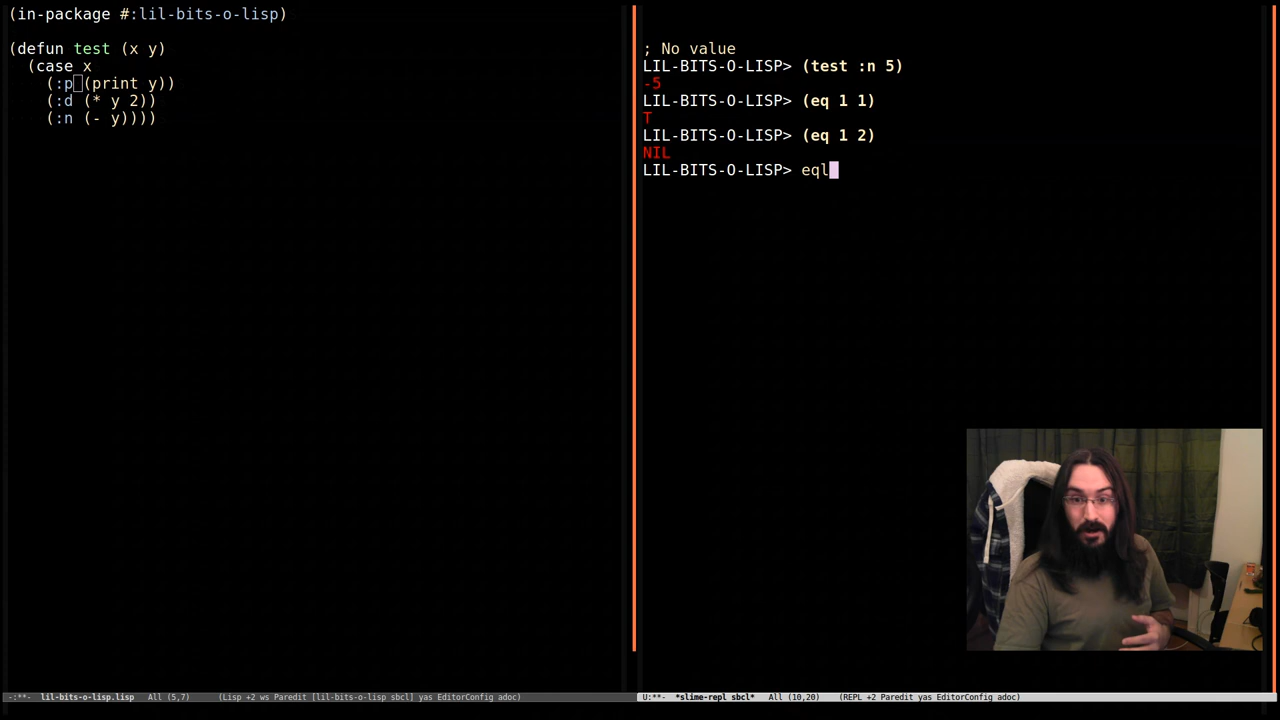 (in-package #:lil-bits-o-lisp)
(defun test (x y)
  (case x
    (:p (print y))
    (:d (* y 2))
    (:n (- y))))
; No value
LIL-BITS-O-LISP> (test :n 5)
-5
LIL-BITS-O-LISP> (eq 1 1)
T
LIL-BITS-O-LISP> (eq 1 2)
NIL
LIL-BITS-O-LISP> eql
-:**-  lil-bits-o-lisp.lisp   All (5,7)      (Lisp +2 ws Paredit [lil-bits-o-lisp sbcl] yas EditorConfig adoc)
U:**-  *slime-repl sbcl*   All (10,20)    (REPL +2 Paredit yas EditorConfig adoc)